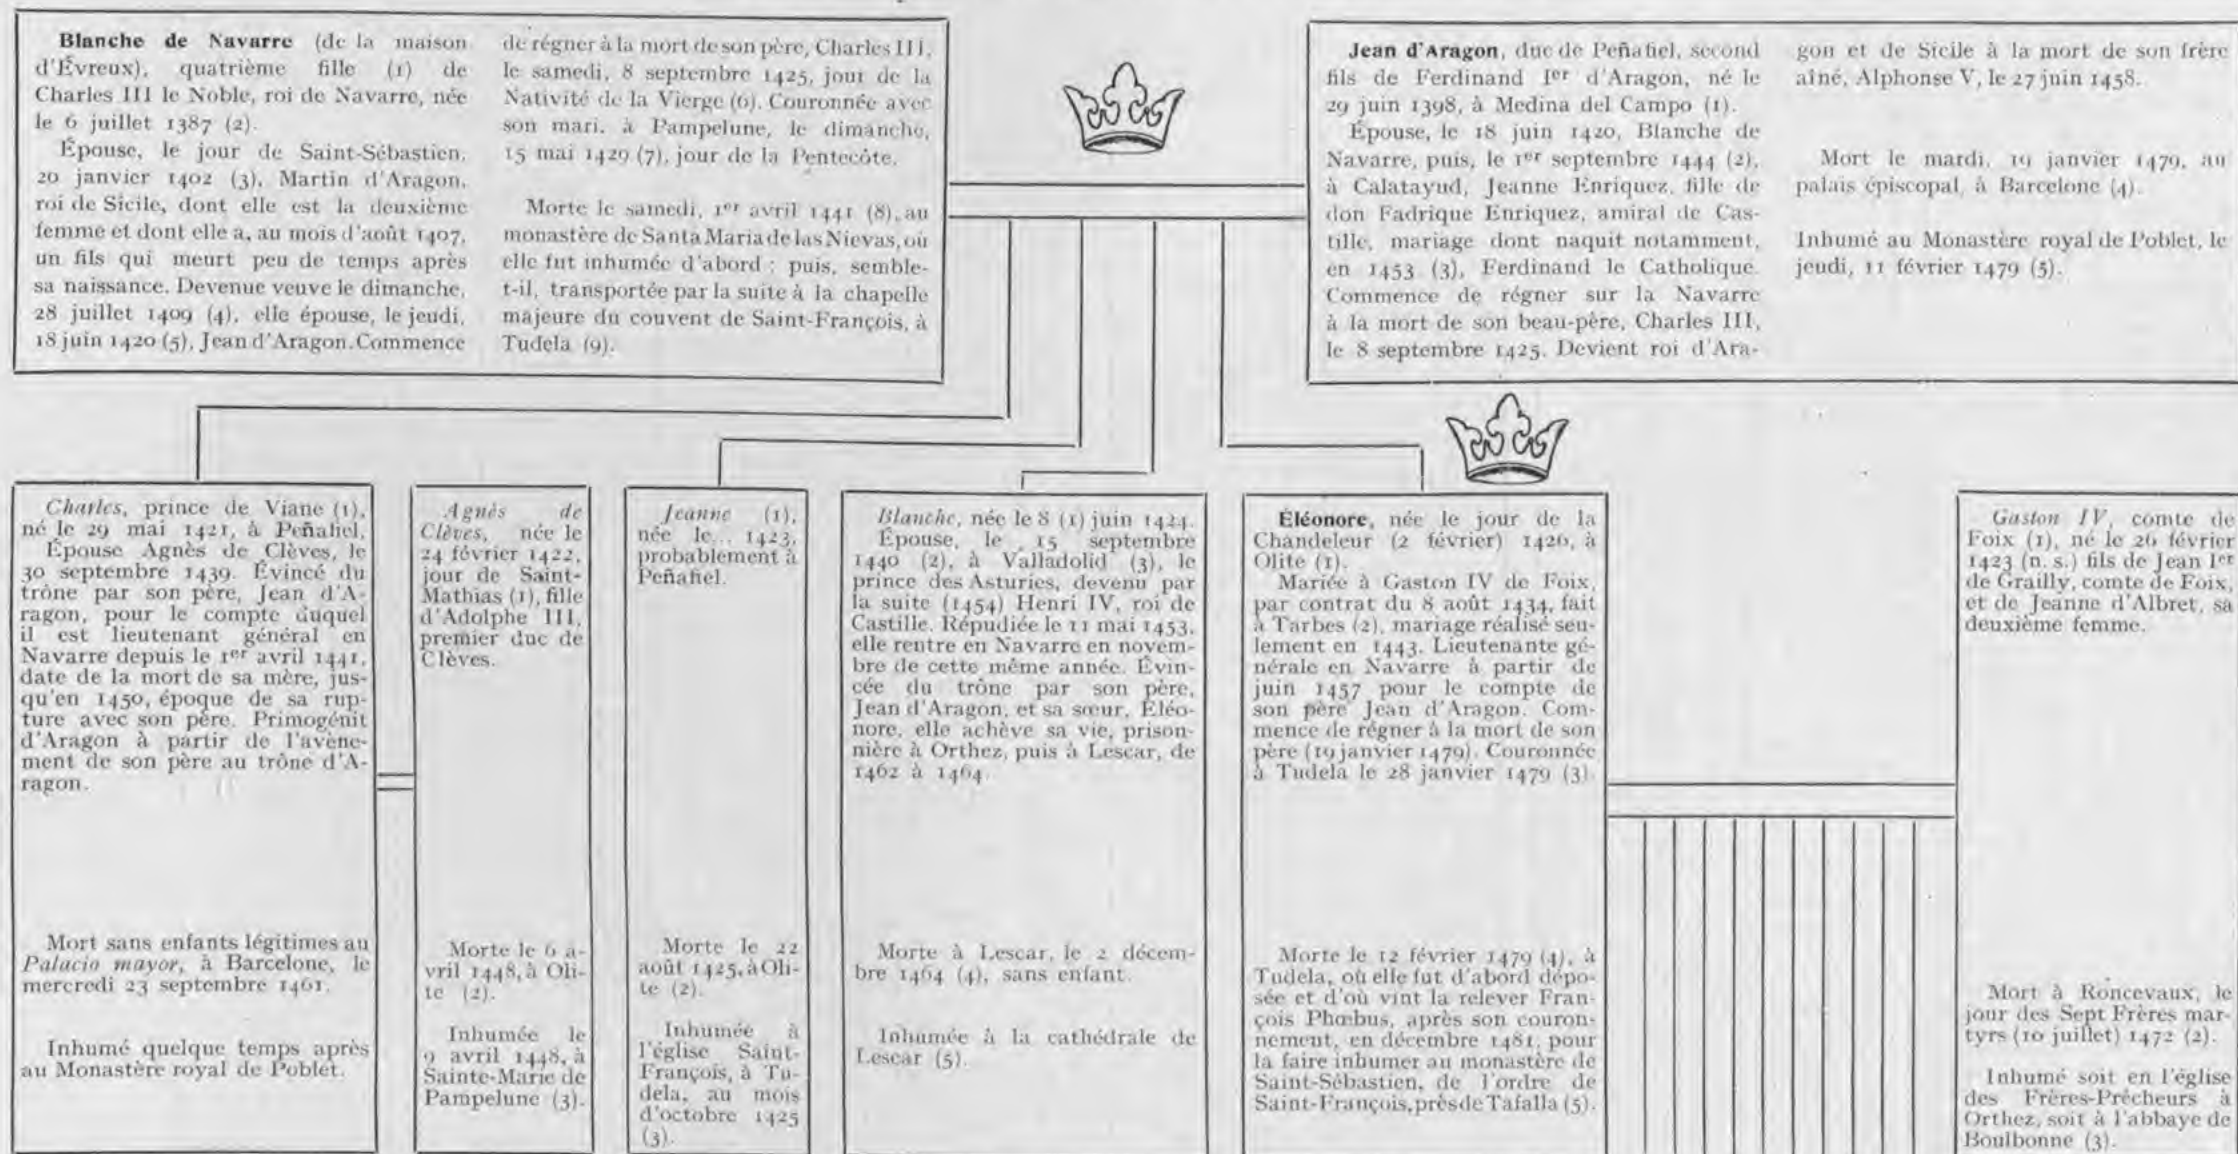 Blanche de Navarre (de la maison
d'Évreux), quatrième fille (1) de
Charles III le Noble, roi de Navarre, née
le 6 juillet 1387 (2).
Épouse, le jour de Saint-Sébastien,
20 janvier 1402 (3), Martin d'Aragon,
roi de Sicile, dont elle est la deuxième
femme et dont elle a, au mois d'août 1407,
un fils qui meurt peu de temps après
sa naissance. Devenue veuve le dimanche,
28 juillet 1409 (4), elle épouse, le jeudi,
18 juin 1420 (5), Jean d'Aragon. Commence
de régner à la mort de son père, Charles III,
le samedi, 8 septembre 1425, jour de la
Nativité de la Vierge (6). Couronnée avec
son mari, à Pampelune, le dimanche,
15 mai 1429 (7), jour de la Pentecôte.
Morte le samedi, 1er avril 1441 (8), au
monastère de Santa Maria de las Nievas, où
elle fut inhumée d'abord ; puis, semble-
t-il, transportée par la suite à la chapelle
majeure du couvent de Saint-François, à
Tudela (9).
Jean d'Aragon, duc de Peñafiel, second
fils de Ferdinand Ier d'Aragon, né le
29 juin 1398, à Medina del Campo (1).
Épouse, le 18 juin 1420, Blanche de
Navarre, puis, le 1er septembre 1444 (2),
à Calatayud, Jeanne Enriquez, fille de
don Fadrique Enriquez, amiral de Cas-
tille, mariage dont naquit notamment,
en 1453 (3), Ferdinand le Catholique.
Commence de régner sur la Navarre
à la mort de son beau-père, Charles III,
le 8 septembre 1425. Devient roi d'Ara-
gon et de Sicile à la mort de son frère
aîné, Alphonse V, le 27 juin 1458.
Mort le mardi, 19 janvier 1479, au
palais épiscopal, à Barcelone (4).
Inhumé au Monastère royal de Poblet, le
jeudi, 11 février 1479 (5).
Charles, prince de Viane (1),
né le 29 mai 1421, à Peñafiel.
Épouse Agnès de Clèves, le
30 septembre 1439. Évincé du
trône par son père, Jean d'A-
ragon, pour le compte duquel
il est lieutenant général en
Navarre depuis le 1er avril 1441,
date de la mort de sa mère, jus-
qu'en 1450, époque de sa rup-
ture avec son père. Primogénit
d'Aragon à partir de l'avène-
ment de son père au trône d'A-
ragon.
Mort sans enfants légitimes au
Palacio mayor, à Barcelone, le
mercredi 23 septembre 1461.
Inhumé quelque temps après
au Monastère royal de Poblet.
Agnès de
Clèves, née le
24 février 1422,
jour de Saint-
Mathias (1), fille
d'Adolphe III,
premier duc de
Clèves.
Morte le 6 a-
vril 1448, à Oli-
te (2).
Inhumée le
9 avril 1448, à
Sainte-Marie de
Pampelune (3).
Jeanne (1),
née le... 1423,
probablement à
Peñafiel.
Morte le 22
août 1425, à Oli-
te (2).
Inhumée à
l'église Saint-
François, à Tu-
dela, au mois
d'octobre 1425
(3).
Blanche, née le 8 (1) juin 1424.
Épouse, le 15 septembre
1440 (2), à Valladolid (3), le
prince des Asturies, devenu par
la suite (1454) Henri IV, roi de
Castille. Répudiée le 11 mai 1453,
elle rentre en Navarre en novem-
bre de cette même année. Évin-
cée du trône par son père,
Jean d'Aragon, et sa sœur, Éléo-
nore, elle achève sa vie, prison-
nière à Orthez, puis à Lescar, de
1462 à 1464.
Morte à Lescar, le 2 décem-
bre 1464 (4), sans enfant.
Inhumée à la cathédrale de
Lescar (5).
Éléonore, née le jour de la
Chandeleur (2 février) 1426, à
Olite (1).
Mariée à Gaston IV de Foix,
par contrat du 8 août 1434, fait
à Tarbes (2), mariage réalisé seu-
lement en 1443. Lieutenante gé-
nérale en Navarre à partir de
juin 1457 pour le compte de
son père Jean d'Aragon. Com-
mence de régner à la mort de son
père (19 janvier 1479). Couronnée
à Tudela le 28 janvier 1479 (3).
Morte le 12 février 1479 (4), à
Tudela, où elle fut d'abord dépo-
sée et d'où vint la relever Fran-
çois Phœbus, après son couron-
nement, en décembre 1481, pour
la faire inhumer au monastère de
Saint-Sébastien, de l'ordre de
Saint-François, près de Tafalla (5).
Gaston IV, comte de
Foix (1), né le 26 février
1423 (n. s.) fils de Jean Ier
de Grailly, comte de Foix,
et de Jeanne d'Albret, sa
deuxième femme.
Mort à Roncevaux, le
jour des Sept Frères mar-
tyrs (10 juillet) 1472 (2).
Inhumé soit en l'église
des Frères-Prêcheurs à
Orthez, soit à l'abbaye de
Boulbonne (3).